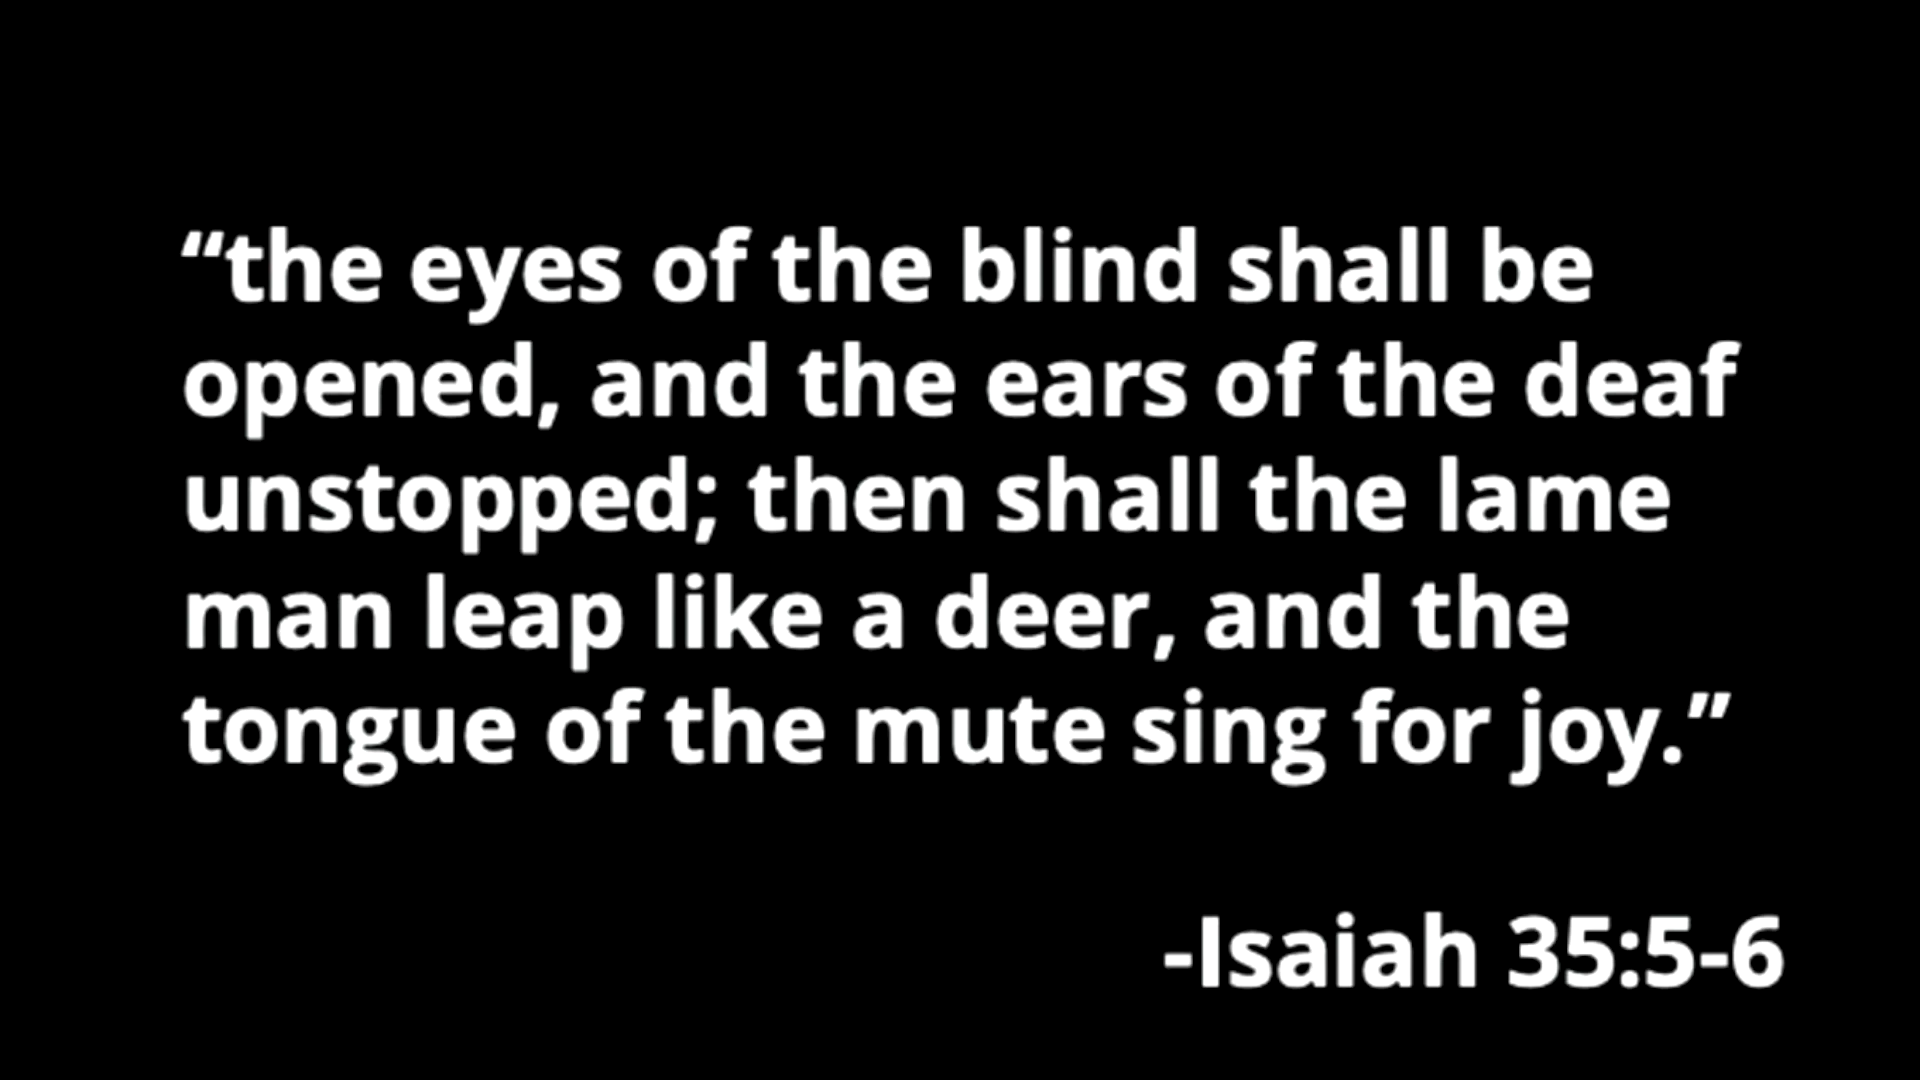 “the eyes of the blind shall be
opened, and the ears of the deaf
unstopped; then shall the lame
man leap like a deer, and the
tongue of the mute sing for joy.”
-Isaiah 35:5-6